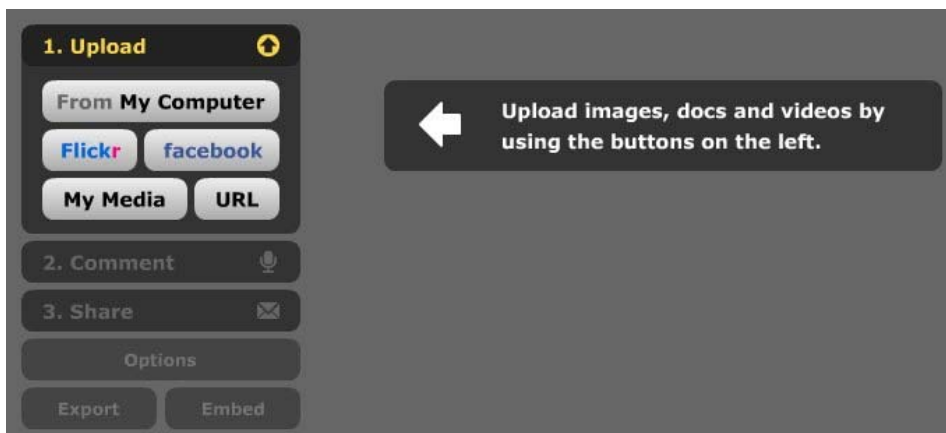 1. Upload
From My Computer
Flickr facebook
My Media URL
2. Comment
3. Share
Options
Export Embed
Upload images, docs and videos by
using the buttons on the left.